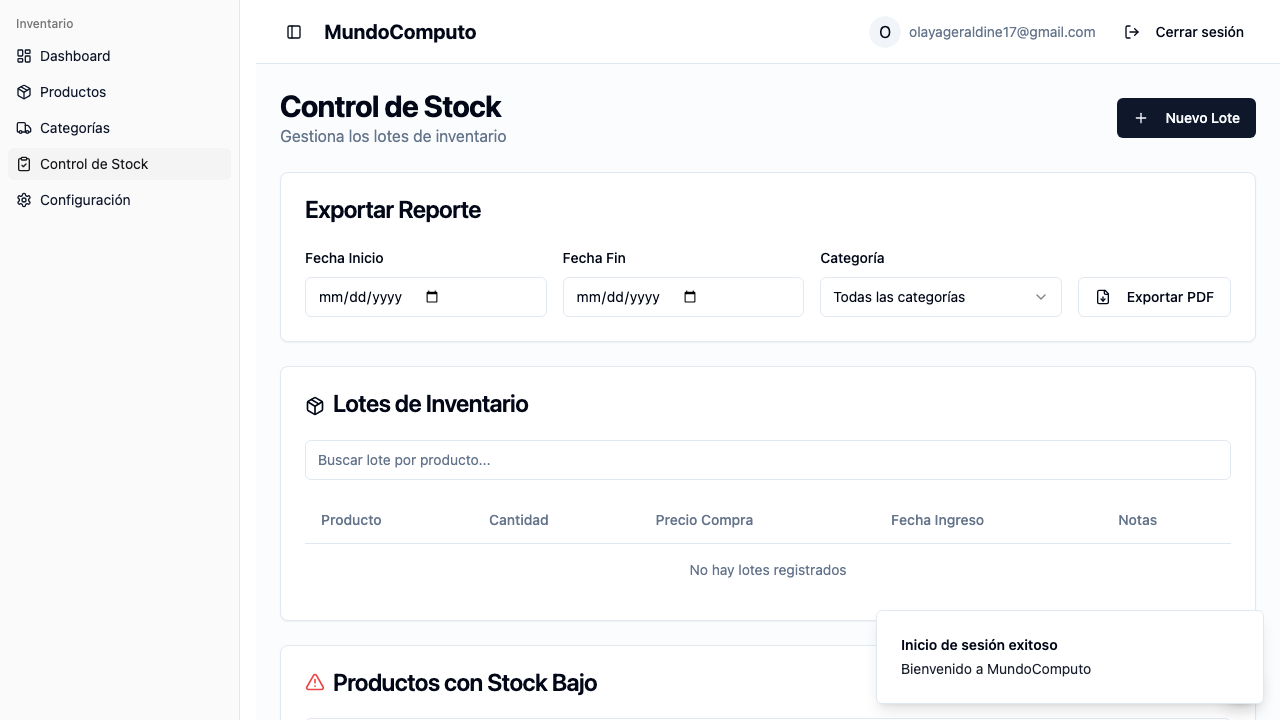 Inventario
Dashboard
Productos
Categorías
Control de Stock
Configuración
MundoComputo
O
olayageraldine17@gmail.com
Cerrar sesión
Control de Stock
Gestiona los lotes de inventario
Nuevo Lote
Exportar Reporte
Fecha Inicio
Fecha Fin
Categoría
mm/dd/yyyy
mm/dd/yyyy
Todas las categorías
Exportar PDF
Lotes de Inventario
Buscar lote por producto...
Producto
Cantidad
Precio Compra
Fecha Ingreso
Notas
No hay lotes registrados
Productos con Stock Bajo
Inicio de sesión exitoso
Bienvenido a MundoComputo